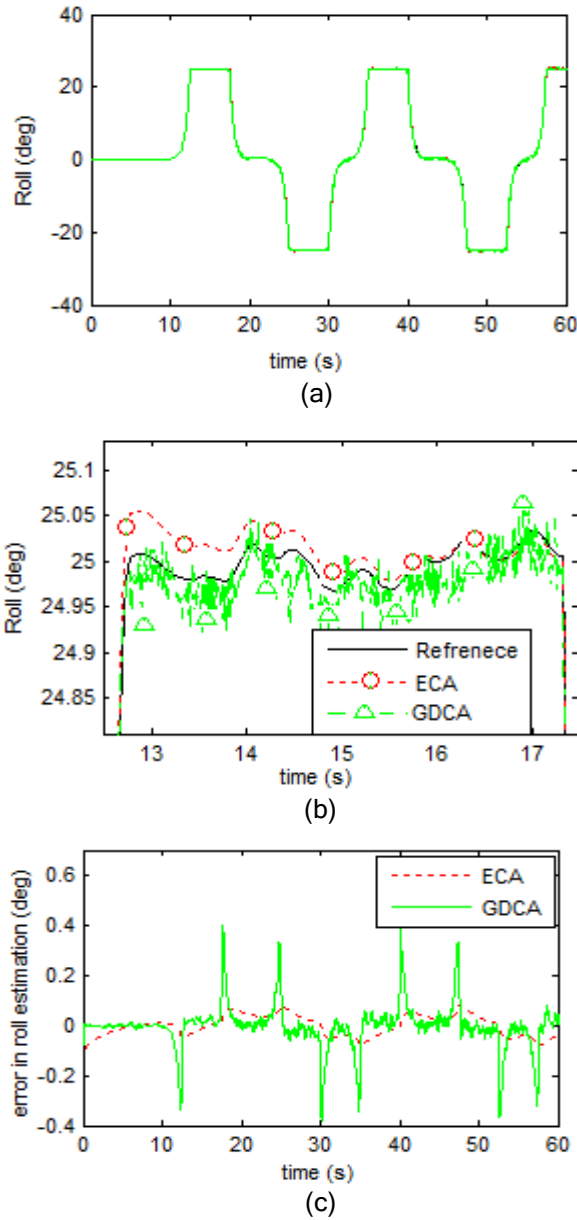 40
20
0
-20
-40
Roll (deg)
0 10 20 30 40 50 60
time (s)
(a)
25.1
25.05
25
24.95
24.9
24.85
Roll (deg)
Refrenece
ECA
GDCA
13 14 15 16 17
time (s)
(b)
0.6
0.4
0.2
0
-0.2
-0.4
error in roll estimation (deg)
ECA
GDCA
0 10 20 30 40 50 60
time (s)
(c)